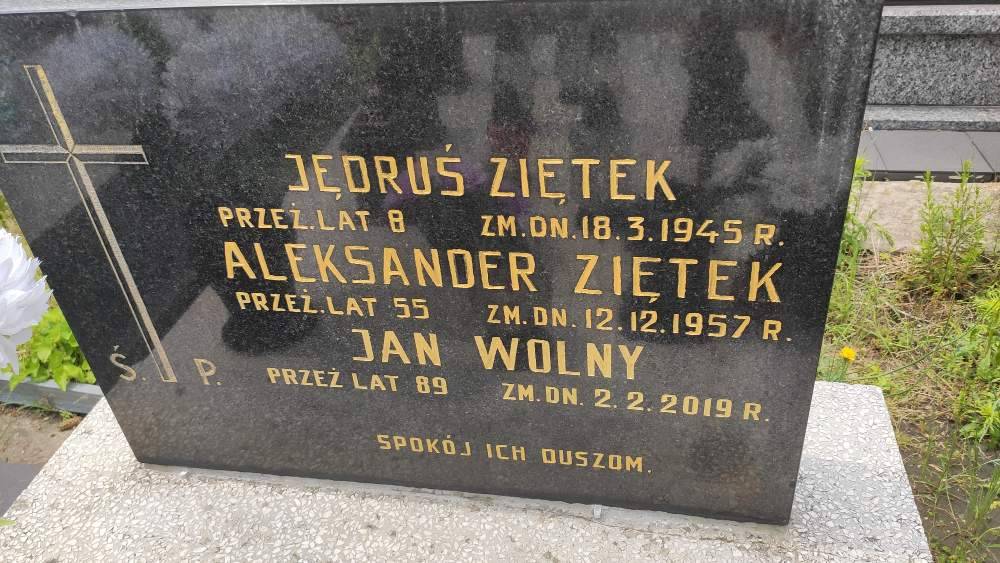 JĘDRUŚ ZIĘTEK
PRZEŻ. LAT 8 ZM. DN. 18.3.1945 R.
ALEKSANDER ZIĘTEK
PRZEŻ. LAT 55 ZM. DN. 12.12.1957 R.
JAN WOLNY
PRZEŻ LAT 89 ZM. DN. 2.2.2019 R.
Ś. P.
SPOKÓJ ICH DUSZOM.